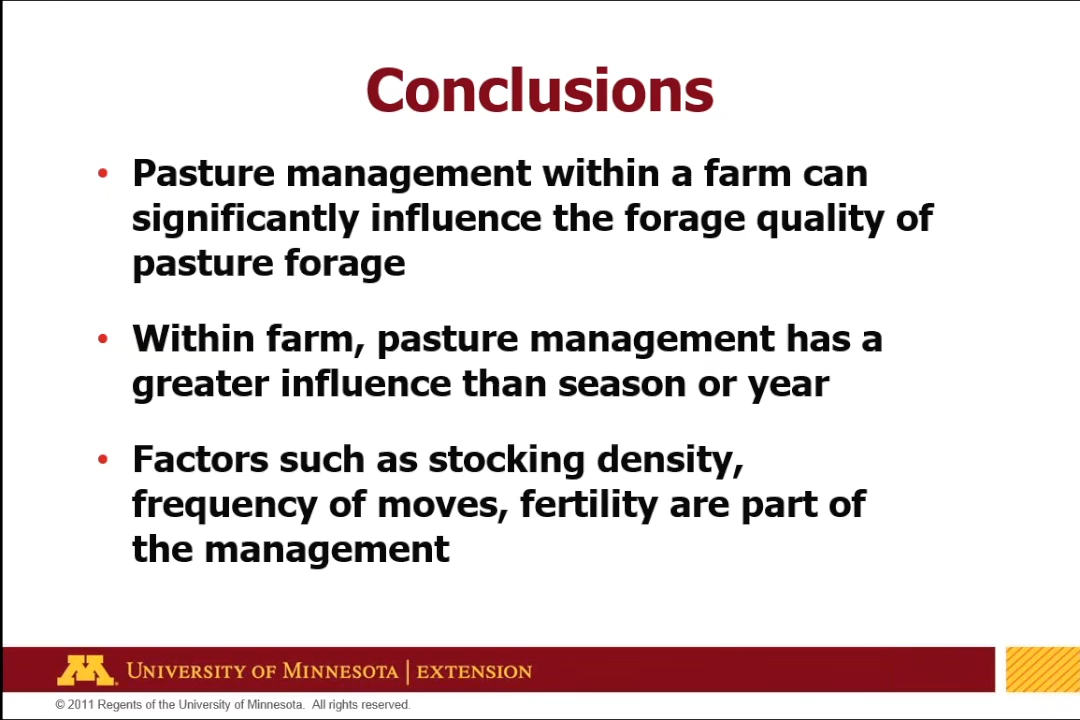 Conclusions
• Pasture management within a farm can
significantly influence the forage quality of
pasture forage
• Within farm, pasture management has a
greater influence than season or year
• Factors such as stocking density,
frequency of moves, fertility are part of
the management
M UNIVERSITY OF MINNESOTA | EXTENSION
© 2011 Regents of the University of Minnesota. All rights reserved.